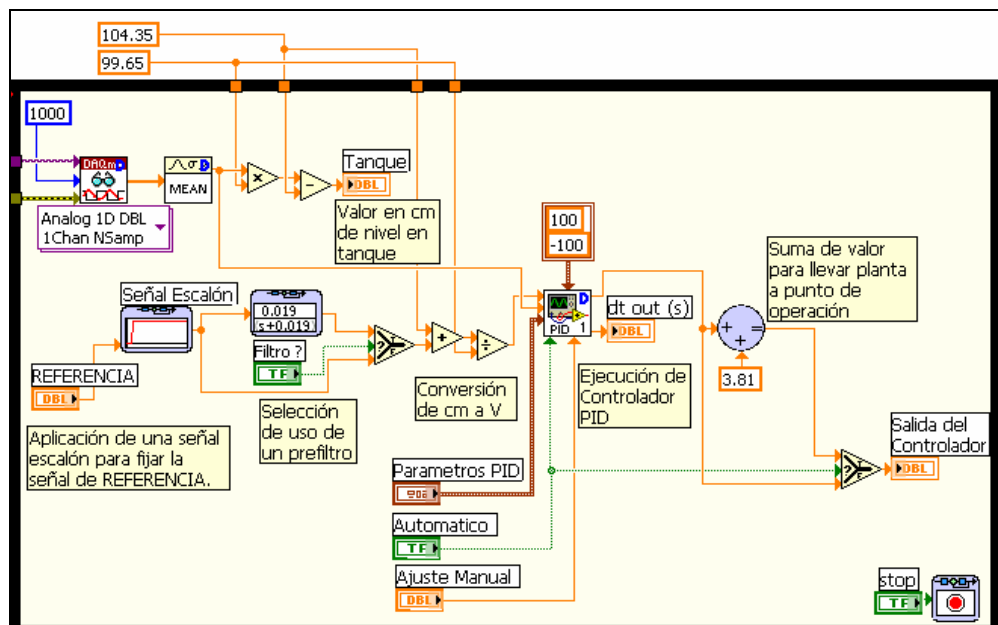 104.35
99.65
1000
DAQmx
MEAN
Analog 1D DBL
1Chan NSamp
Tanque
DBL
Valor en cm
de nivel en
tanque
100
-100
Suma de valor
para llevar planta
a punto de
operación
Señal Escalón
0.019
s+0.019
PID
1
dt out (s)
DBL
3.81
Filtro ?
TF
REFERENCIA
DBL
Conversión
de cm a V
Ejecución de
Controlador
PID
Selección
de uso de
un prefiltro
Aplicación de una señal
escalón para fijar la
señal de REFERENCIA.
Salida del
Controlador
DBL
Parametros PID
Automatico
TF
Ajuste Manual
DBL
stop
TF